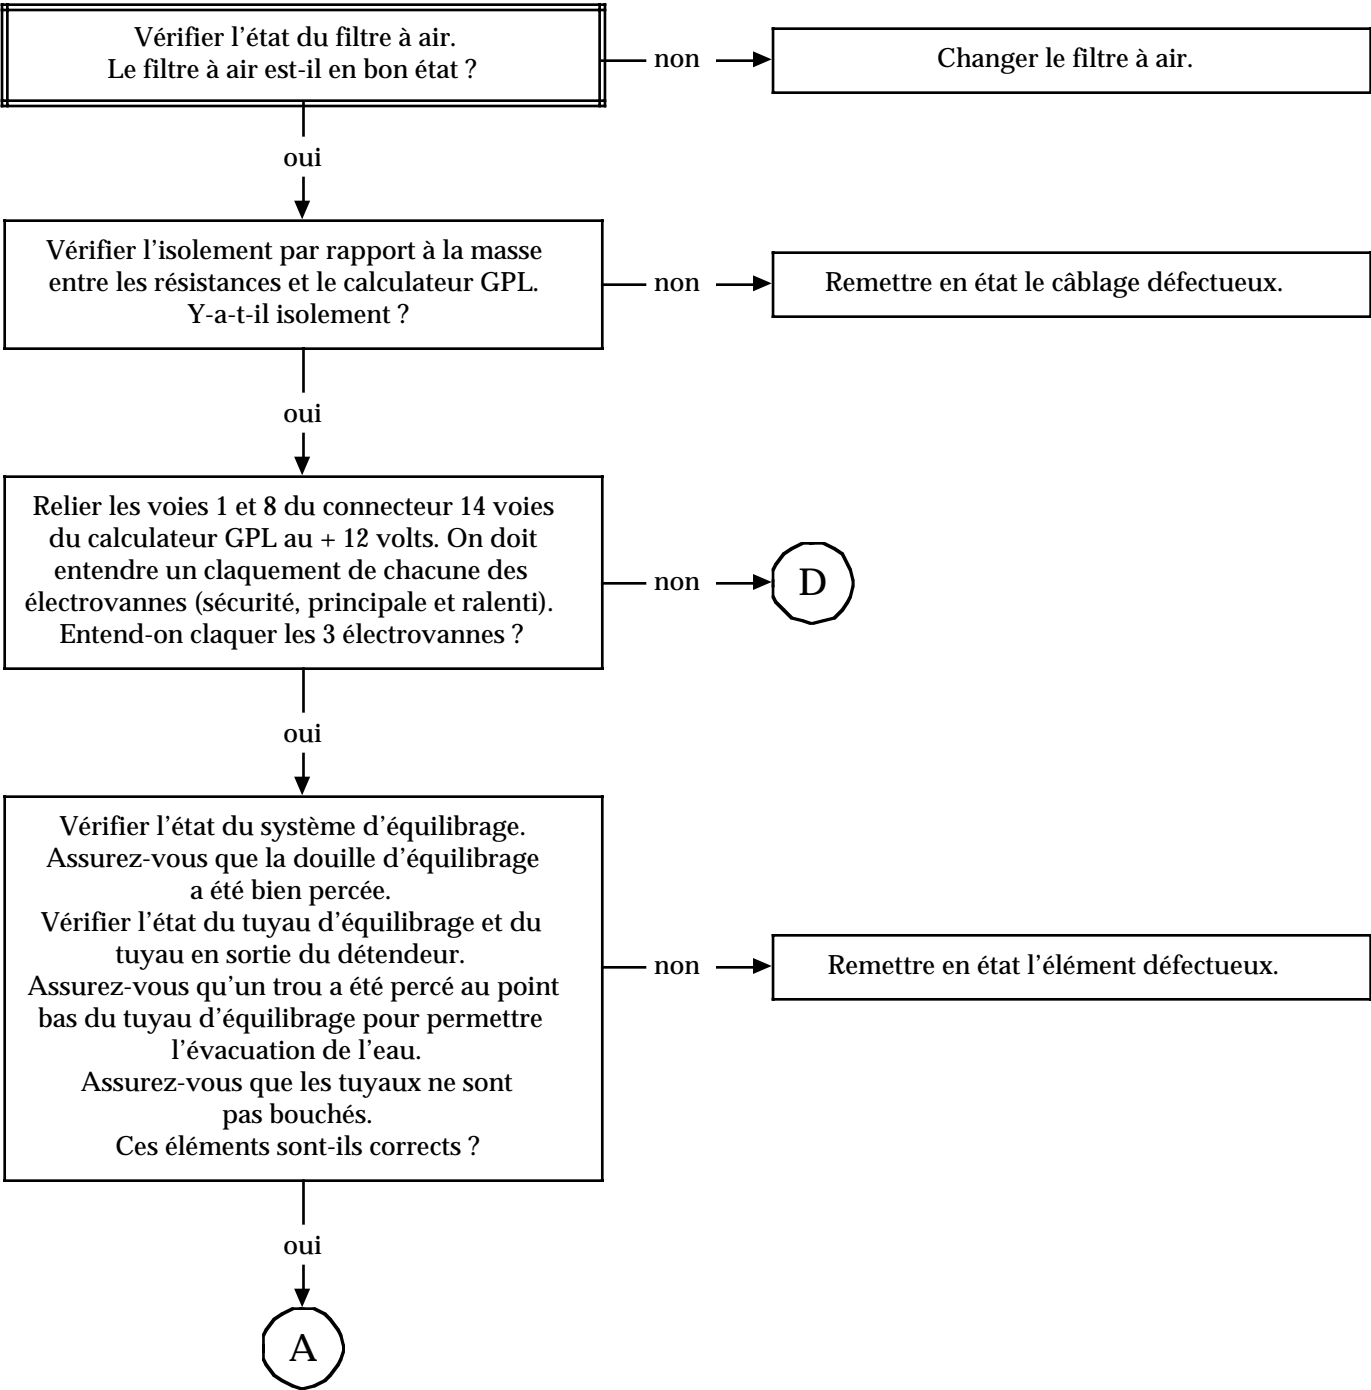 Vérifier l’état du filtre à air.
Le filtre à air est-il en bon état ?
non
Changer le filtre à air.
oui
Vérifier l’isolement par rapport à la masse
entre les résistances et le calculateur GPL.
Y-a-t-il isolement ?
non
Remettre en état le câblage défectueux.
oui
Relier les voies 1 et 8 du connecteur 14 voies
du calculateur GPL au + 12 volts. On doit
entendre un claquement de chacune des
électrovannes (sécurité, principale et ralenti).
Entend-on claquer les 3 électrovannes ?
non
D
oui
Vérifier l’état du système d’équilibrage.
Assurez-vous que la douille d’équilibrage
a été bien percée.
Vérifier l’état du tuyau d’équilibrage et du
tuyau en sortie du détendeur.
Assurez-vous qu’un trou a été percé au point
bas du tuyau d’équilibrage pour permettre
l’évacuation de l’eau.
Assurez-vous que les tuyaux ne sont
pas bouchés.
Ces éléments sont-ils corrects ?
non
Remettre en état l’élément défectueux.
oui
A